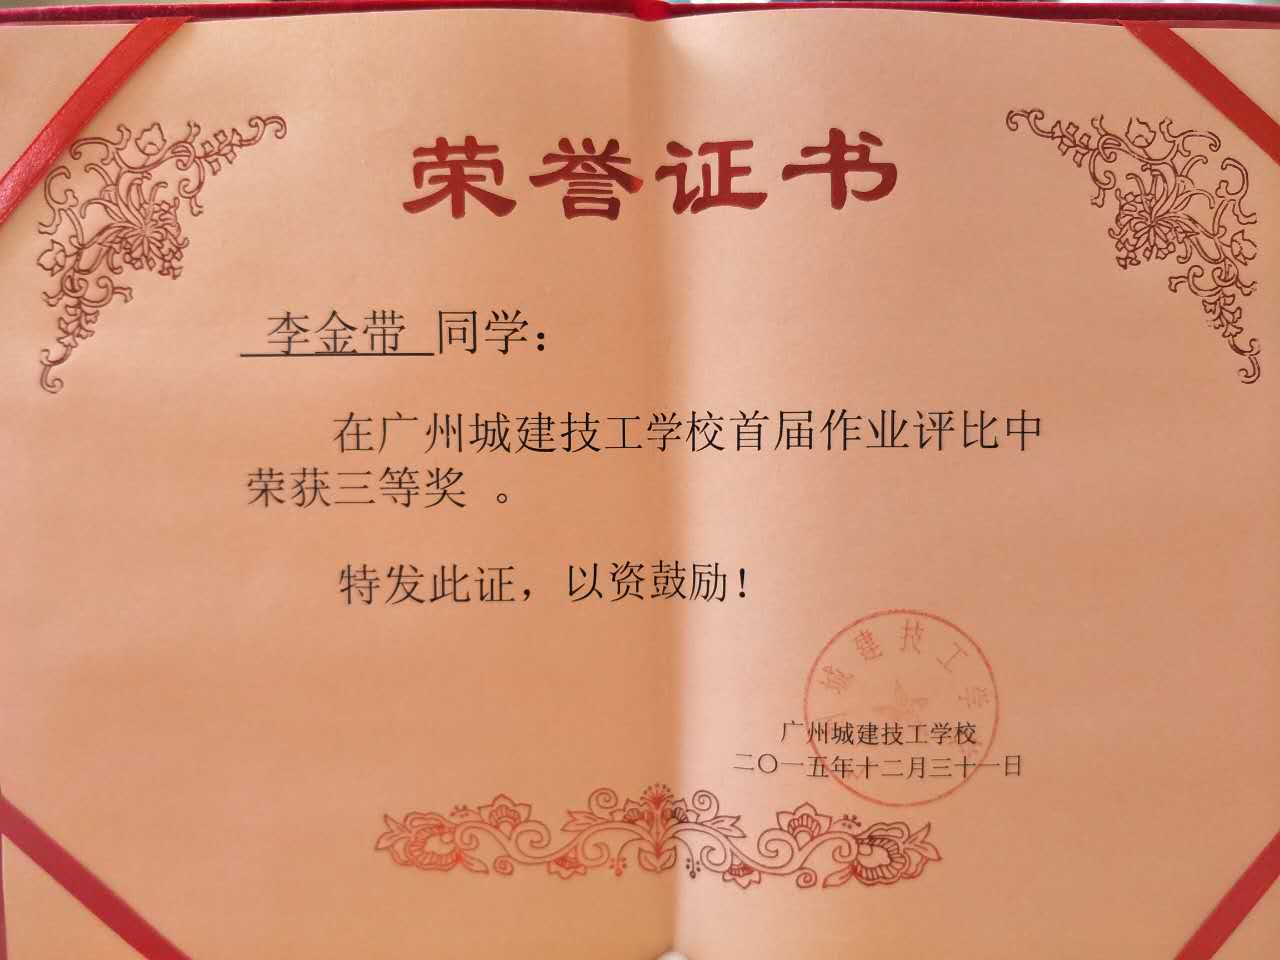 荣誉证书
李金带 同学：
在广州城建技工学校首届作业评比中
荣获三等奖 。
特发此证，以资鼓励！
城建技工学
广州城建技工学校
二〇一五年十二月三十一日